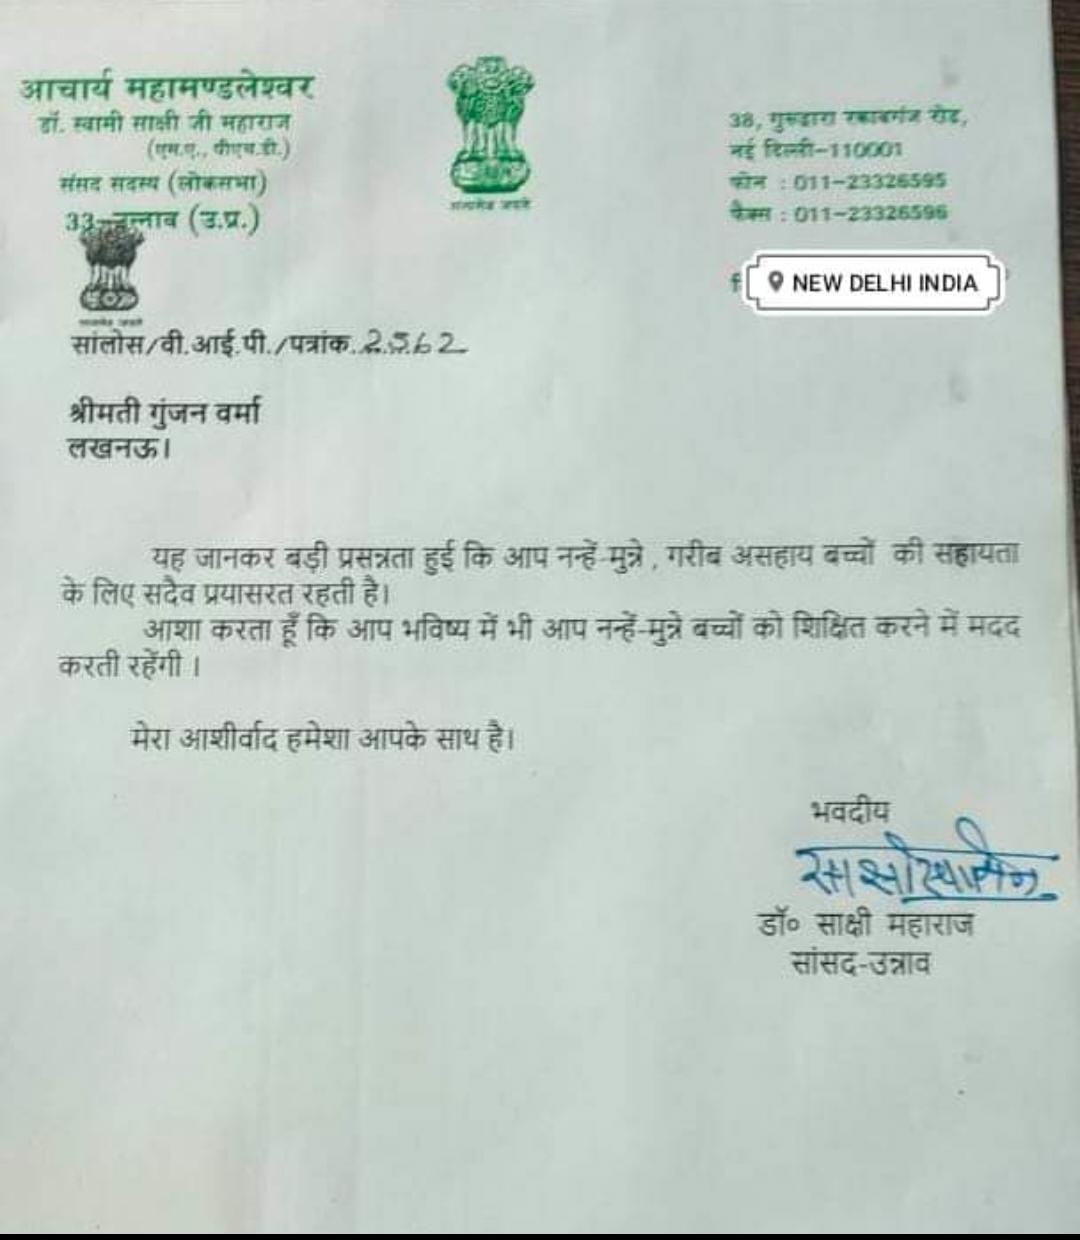 आचार्य महामण्डलेश्वर
डॉ. स्वामी साक्षी जी महाराज
(एम.ए., पीएच.डी.)
संसद सदस्य (लोकसभा)
33-उन्नाव (उ.प्र.)
सत्यमेव जयते
38, गुरुद्वारा रकाबगंज रोड,
नई दिल्ली-110001
फोन : 011-23326595
फैक्स : 011-23326596
NEW DELHI INDIA
सत्यमेव जयते
सांलोस/वी.आई.पी./पत्रांक..2562
श्रीमती गुंजन वर्मा
लखनऊ।
यह जानकर बड़ी प्रसन्नता हुई कि आप नन्हें-मुन्ने , गरीब असहाय बच्चों की सहायता
के लिए सदैव प्रयासरत रहती है।
आशा करता हूँ कि आप भविष्य में भी आप नन्हें-मुन्ने बच्चों को शिक्षित करने में मदद
करती रहेंगी ।
मेरा आशीर्वाद हमेशा आपके साथ है।
भवदीय
डॉ० साक्षी महाराज
सांसद-उन्नाव